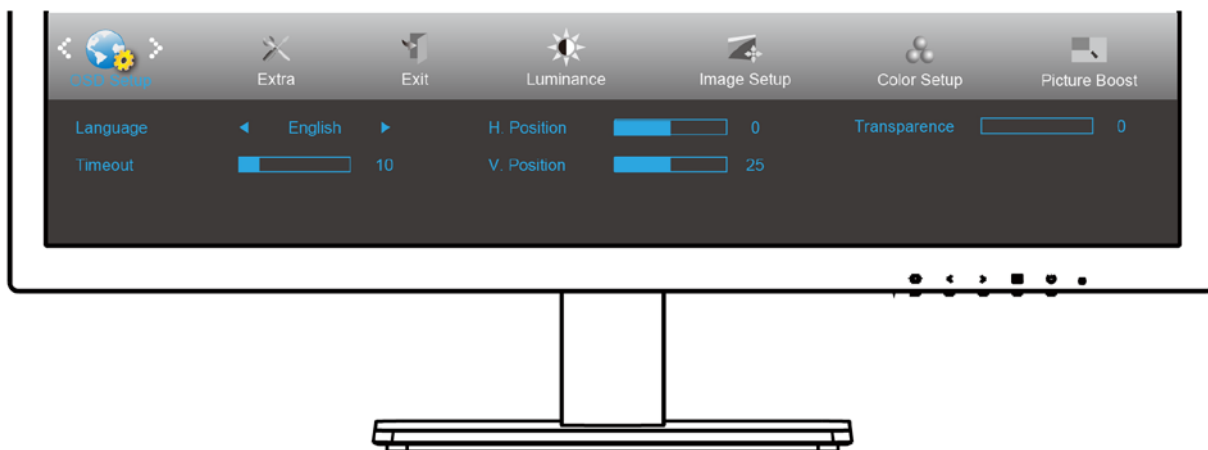 Setup Extra Exit Luminance Image Setup Color Setup Picture Boost
Language English H. Position 0 Transparence 0
Timeout 10 V. Position 25